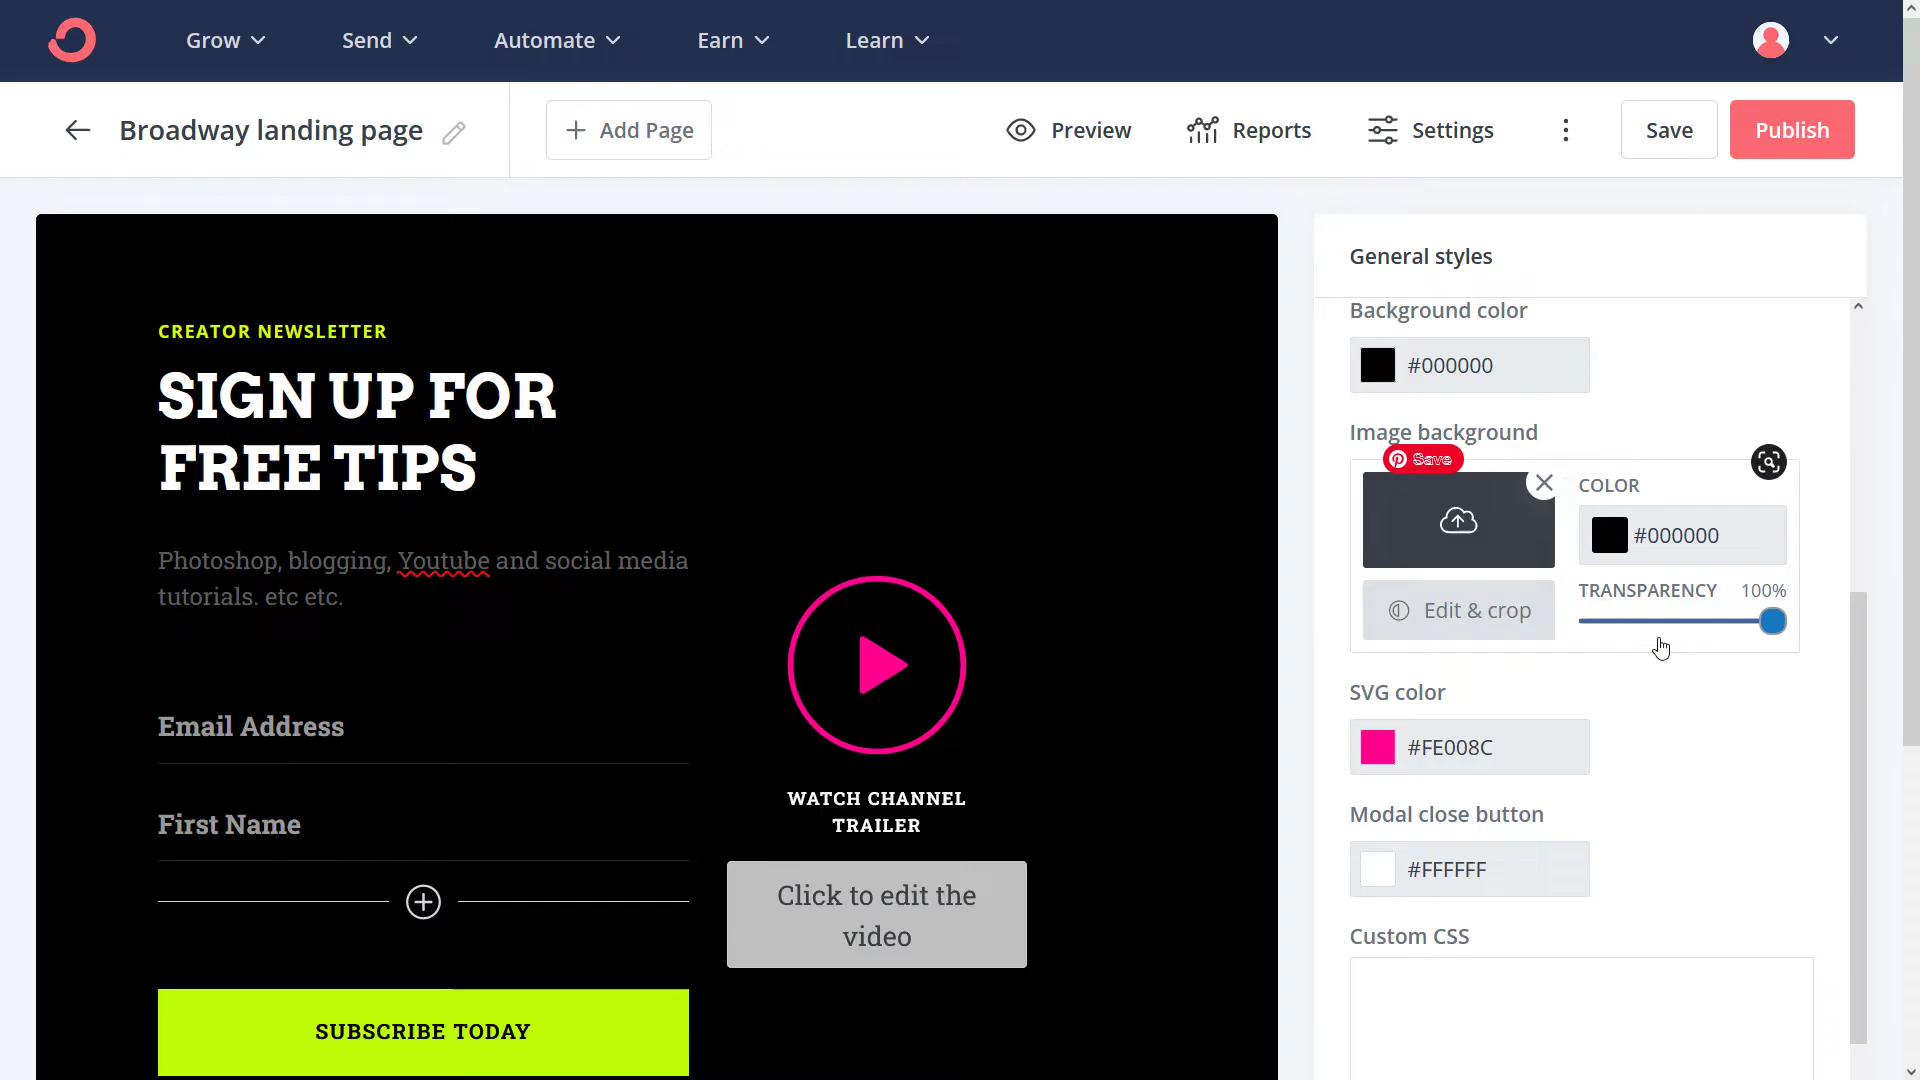 Grow
Send
Automate
Earn
Learn
Broadway landing page
Add Page
Preview
Reports
Settings
Save
Publish
CREATOR NEWSLETTER
SIGN UP FOR
FREE TIPS
Photoshop, blogging, Youtube and social media
tutorials. etc etc.
Email Address
First Name
SUBSCRIBE TODAY
WATCH CHANNEL
TRAILER
Click to edit the
video
General styles
Background color
#000000
Image background
Save
COLOR
#000000
Edit & crop
TRANSPARENCY 100%
SVG color
#FE008C
Modal close button
#FFFFFF
Custom CSS